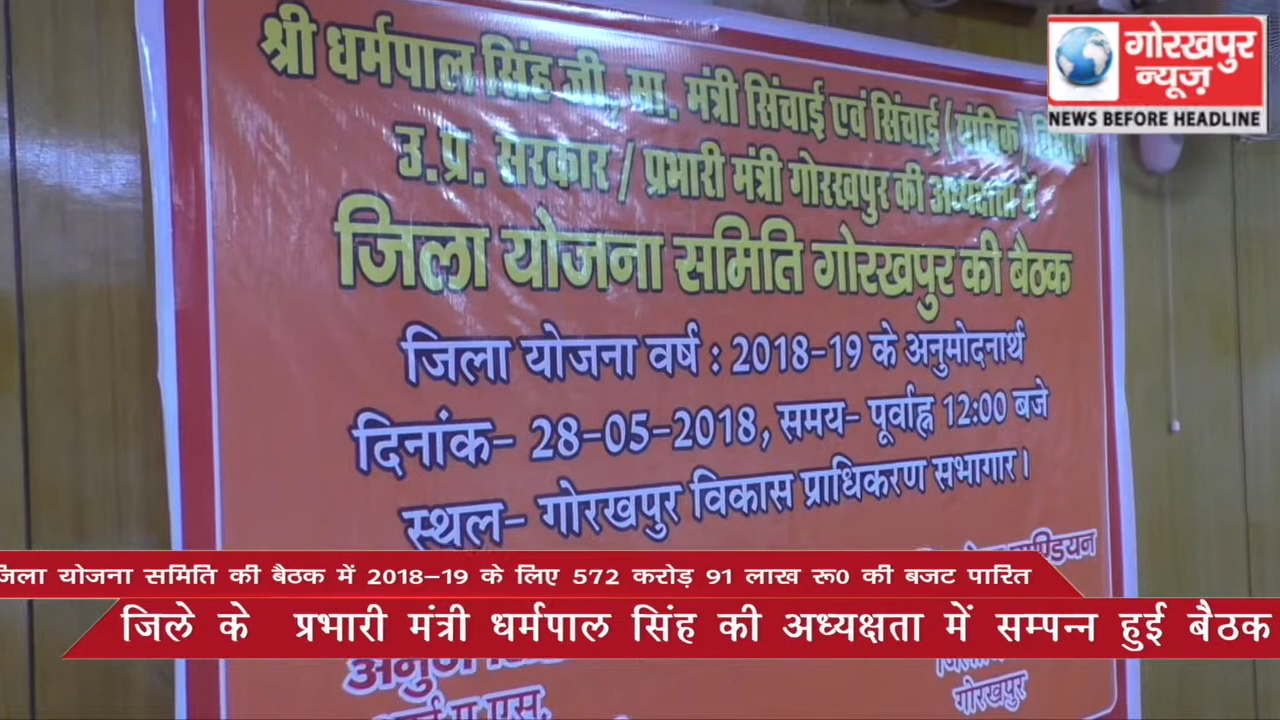 गोरखपुर
न्यूज़
NEWS BEFORE HEADLINE
श्री धर्मपाल सिंह जी, मा. मंत्री सिंचाई एवं सिंचाई (यांत्रिक) विभाग
उ.प्र. सरकार / प्रभारी मंत्री गोरखपुर की अध्यक्षता में
जिला योजना समिति गोरखपुर की बैठक
जिला योजना वर्ष : 2018-19 के अनुमोदनार्थ
दिनांक- 28-05-2018, समय- पूर्वाह्न 12:00 बजे
स्थल- गोरखपुर विकास प्राधिकरण सभागार।
जिला योजना समिति की बैठक में 2018–19 के लिए 572 करोड़ 91 लाख रू0 की बजट पारित
जिले के प्रभारी मंत्री धर्मपाल सिंह की अध्यक्षता में सम्पन्न हुई बैठक
गोरखपुर